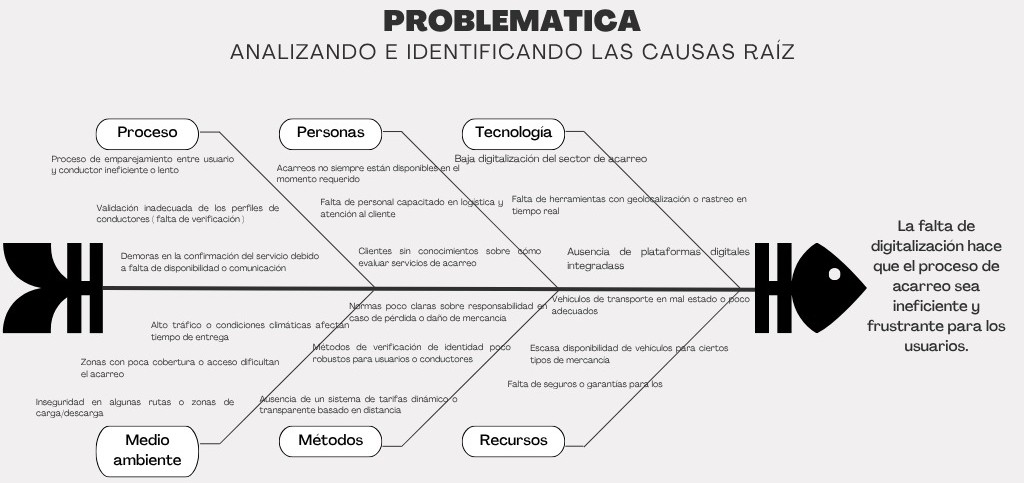 PROBLEMATICA
ANALIZANDO E IDENTIFICANDO LAS CAUSAS RAÍZ
Proceso
Proceso de emparejamiento entre usuario
y conductor ineficiente o lento
Validación inadecuada de los perfiles de
conductores ( falta de verificación )
Demoras en la confirmación del servicio debido
a falta de disponibilidad o comunicación
Personas
Acarreos no siempre están disponibles en el
momento requerido
Falta de personal capacitado en logística y
atención al cliente
Clientes sin conocimientos sobre cómo
evaluar servicios de acarreo
Tecnología
Baja digitalización del sector de acarreo
Falta de herramientas con geolocalización o rastreo en
tiempo real
Ausencia de plataformas digitales
integradass
La falta de
digitalización hace
que el proceso de
acarreo sea
ineficiente y
frustrante para los
usuarios.
Alto tráfico o condiciones climáticas afectan
tiempo de entrega
Zonas con poca cobertura o acceso dificultan
el acarreo
Inseguridad en algunas rutas o zonas de
carga/descarga
Medio
ambiente
Normas poco claras sobre responsabilidad en
caso de pérdida o daño de mercancia
Métodos de verificación de identidad poco
robustos para usuarios o conductores
Ausencia de un sistema de tarifas dinámico o
transparente basado en distancia
Métodos
Vehiculos de transporte en mal estado o poco
adecuados
Escasa disponibilidad de vehiculos para ciertos
tipos de mercancia
Falta de seguros o garantias para los
Recursos